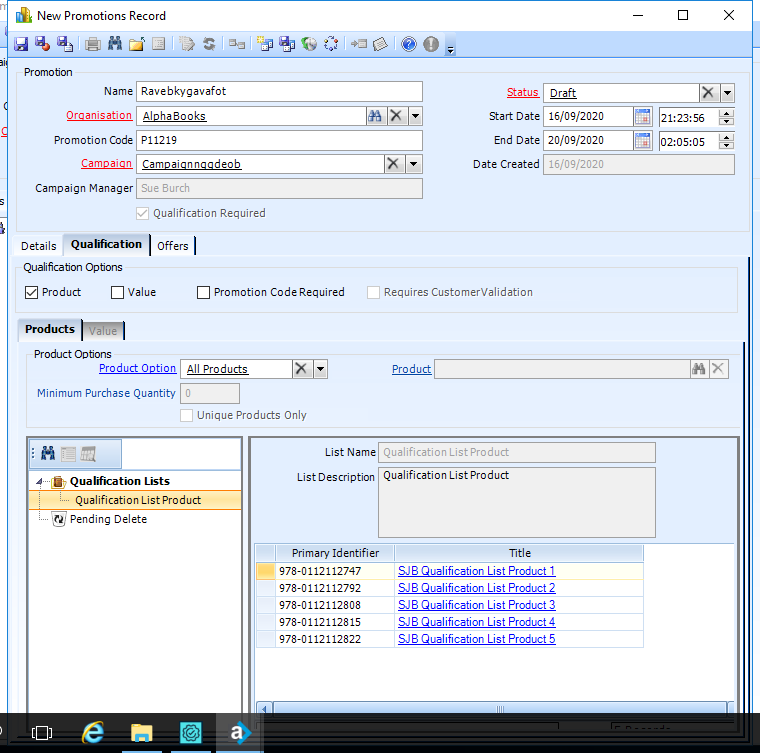 New Promotions Record
Promotion
Name Ravebkygavafot
Status Draft
Organisation AlphaBooks
Start Date 16/09/2020 21:23:56
Promotion Code P11219
End Date 20/09/2020 02:05:05
Campaign Campaignnqgdeob
Date Created 16/09/2020
Campaign Manager Sue Burch
Qualification Required
Details Qualification Offers
Qualification Options
Product Value Promotion Code Required Requires CustomerValidation
Products Value
Product Options
Product Option All Products Product
Minimum Purchase Quantity 0
Unique Products Only
List Name Qualification List Product
List Description Qualification List Product
Qualification Lists
Qualification List Product
Pending Delete
Primary Identifier Title
978-0112112747 SJB Qualification List Product 1
978-0112112792 SJB Qualification List Product 2
978-0112112808 SJB Qualification List Product 3
978-0112112815 SJB Qualification List Product 4
978-0112112822 SJB Qualification List Product 5